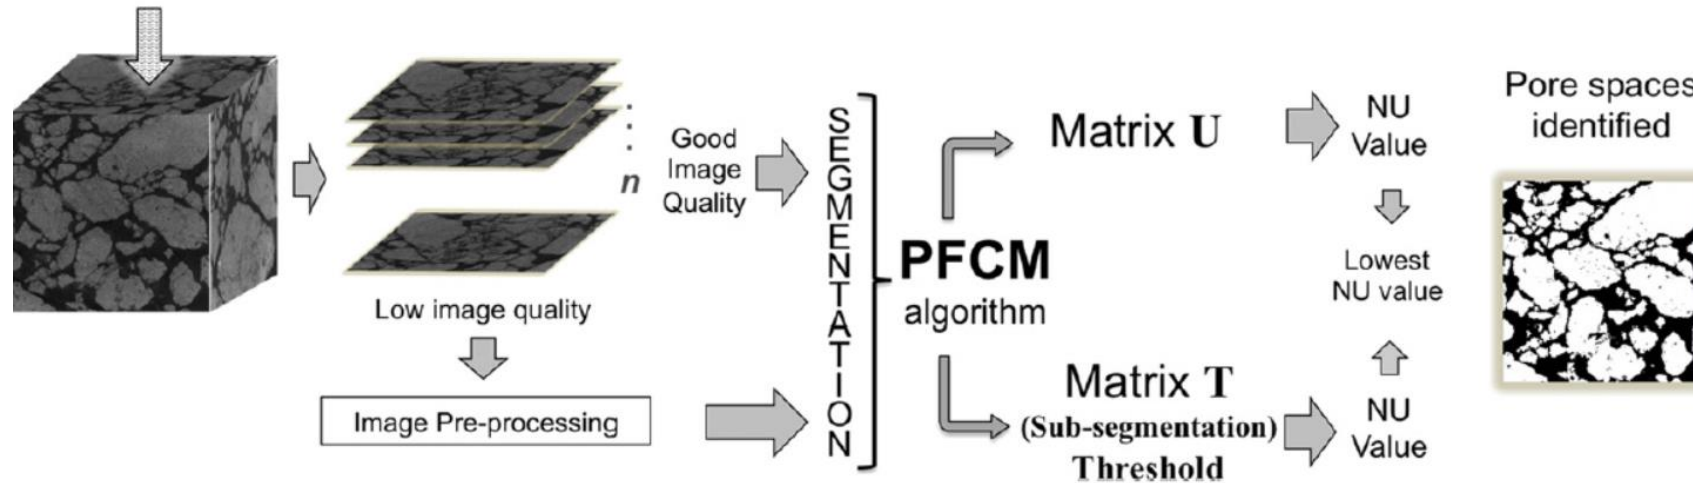 Good
Image
Quality
n
Low image quality
Image Pre-processing
SEGMENTATION
PFCM
algorithm
Matrix U
Matrix T
(Sub-segmentation)
Threshold
NU
Value
Lowest
NU value
NU
Value
Pore spaces
identified